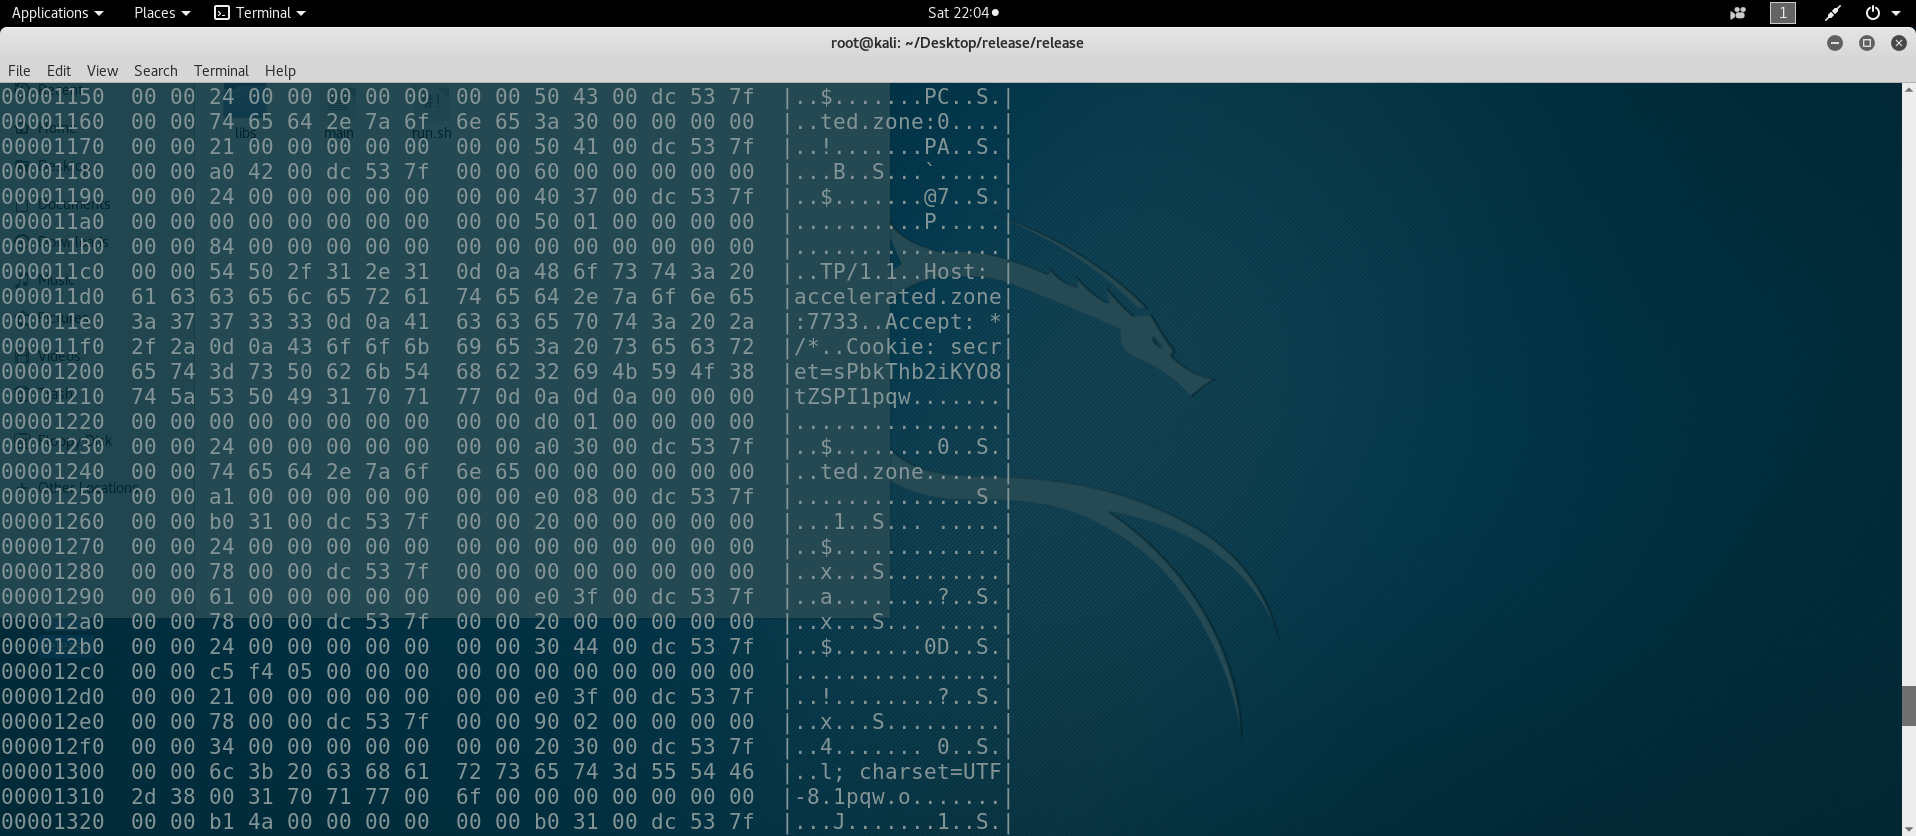 Applications Places Terminal Sat 22:04 1
root@kali: ~/Desktop/release/release
File Edit View Search Terminal Help
00001150  00 00 24 00 00 00 00 00  00 00 50 43 00 dc 53 7f  |..$.......PC..S.|
00001160  00 00 74 65 64 2e 7a 6f  6e 65 3a 30 00 00 00 00  |..ted.zone:0....|
00001170  00 00 21 00 00 00 00 00  00 00 50 41 00 dc 53 7f  |..!.......PA..S.|
00001180  00 00 a0 42 00 dc 53 7f  00 00 60 00 00 00 00 00  |...B..S...`.....|
00001190  00 00 24 00 00 00 00 00  00 00 40 37 00 dc 53 7f  |..$.......@7..S.|
000011a0  00 00 00 00 00 00 00 00  00 00 50 01 00 00 00 00  |..........P.....|
000011b0  00 00 84 00 00 00 00 00  00 00 00 00 00 00 00 00  |................|
000011c0  00 00 54 50 2f 31 2e 31  0d 0a 48 6f 73 74 3a 20  |..TP/1.1..Host: |
000011d0  61 63 63 65 6c 65 72 61  74 65 64 2e 7a 6f 6e 65  |accelerated.zone|
000011e0  3a 37 37 33 33 0d 0a 41  63 63 65 70 74 3a 20 2a  |:7733..Accept: *|
000011f0  2f 2a 0d 0a 43 6f 6f 6b  69 65 3a 20 73 65 63 72  |/*..Cookie: secr|
00001200  65 74 3d 73 50 62 6b 54  68 62 32 69 4b 59 4f 38  |et=sPbkThb2iKYO8|
00001210  74 5a 53 50 49 31 70 71  77 0d 0a 0d 0a 00 00 00  |tZSPI1pqw.......|
00001220  00 00 00 00 00 00 00 00  00 00 d0 01 00 00 00 00  |................|
00001230  00 00 24 00 00 00 00 00  00 00 a0 30 00 dc 53 7f  |..$........0..S.|
00001240  00 00 74 65 64 2e 7a 6f  6e 65 00 00 00 00 00 00  |..ted.zone......|
00001250  00 00 a1 00 00 00 00 00  00 00 e0 08 00 dc 53 7f  |..............S.|
00001260  00 00 b0 31 00 dc 53 7f  00 00 20 00 00 00 00 00  |...1..S... .....|
00001270  00 00 24 00 00 00 00 00  00 00 00 00 00 00 00 00  |..$.............|
00001280  00 00 78 00 00 dc 53 7f  00 00 00 00 00 00 00 00  |..x...S.........|
00001290  00 00 61 00 00 00 00 00  00 00 e0 3f 00 dc 53 7f  |..a........?..S.|
000012a0  00 00 78 00 00 dc 53 7f  00 00 20 00 00 00 00 00  |..x...S... .....|
000012b0  00 00 24 00 00 00 00 00  00 00 30 44 00 dc 53 7f  |..$.......0D..S.|
000012c0  00 00 c5 f4 05 00 00 00  00 00 00 00 00 00 00 00  |................|
000012d0  00 00 21 00 00 00 00 00  00 00 e0 3f 00 dc 53 7f  |..!........?..S.|
000012e0  00 00 78 00 00 dc 53 7f  00 00 90 02 00 00 00 00  |..x...S.........|
000012f0  00 00 34 00 00 00 00 00  00 00 20 30 00 dc 53 7f  |..4....... 0..S.|
00001300  00 00 6c 3b 20 63 68 61  72 73 65 74 3d 55 54 46  |..l; charset=UTF|
00001310  2d 38 00 31 70 71 77 00  6f 00 00 00 00 00 00 00  |-8.1pqw.o.......|
00001320  00 00 b1 4a 00 00 00 00  00 00 b0 31 00 dc 53 7f  |...J.......1..S.|
libs
main
run.sh
Documents
Music
Videos
Other Locations